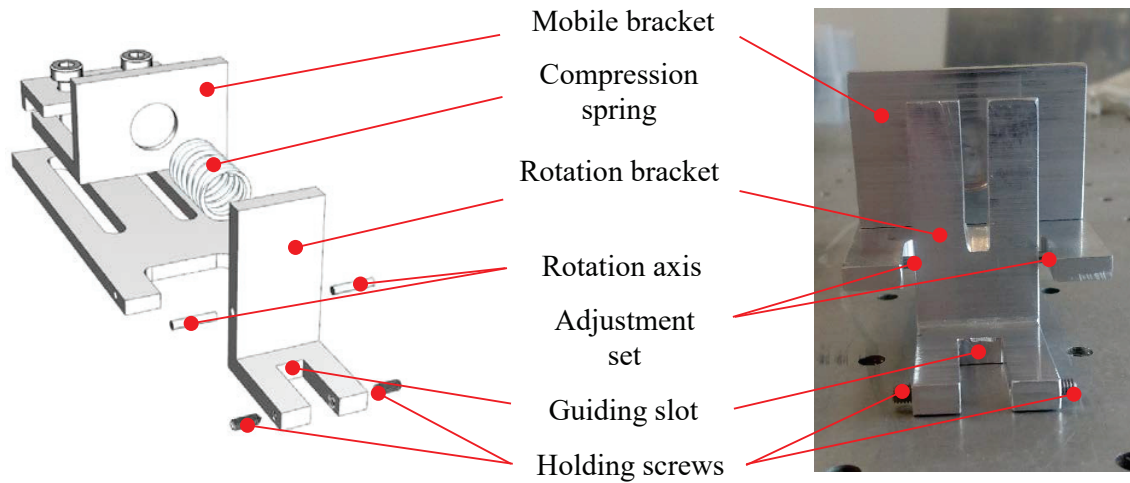 Mobile bracket
Compression
spring
Rotation bracket
Rotation axis
Adjustment
set
Guiding slot
Holding screws